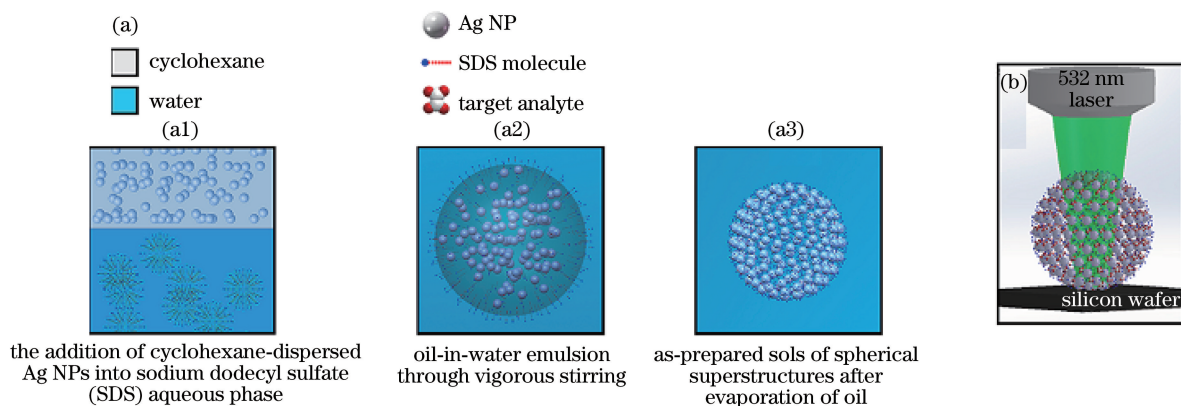 (a)
cyclohexane
water
Ag NP
SDS molecule
target analyte
(a1)
the addition of cyclohexane-dispersed
Ag NPs into sodium dodecyl sulfate
(SDS) aqueous phase
(a2)
oil-in-water emulsion
through vigorous stirring
(a3)
as-prepared sols of spherical
superstructures after
evaporation of oil
(b)
532 nm
laser
silicon wafer